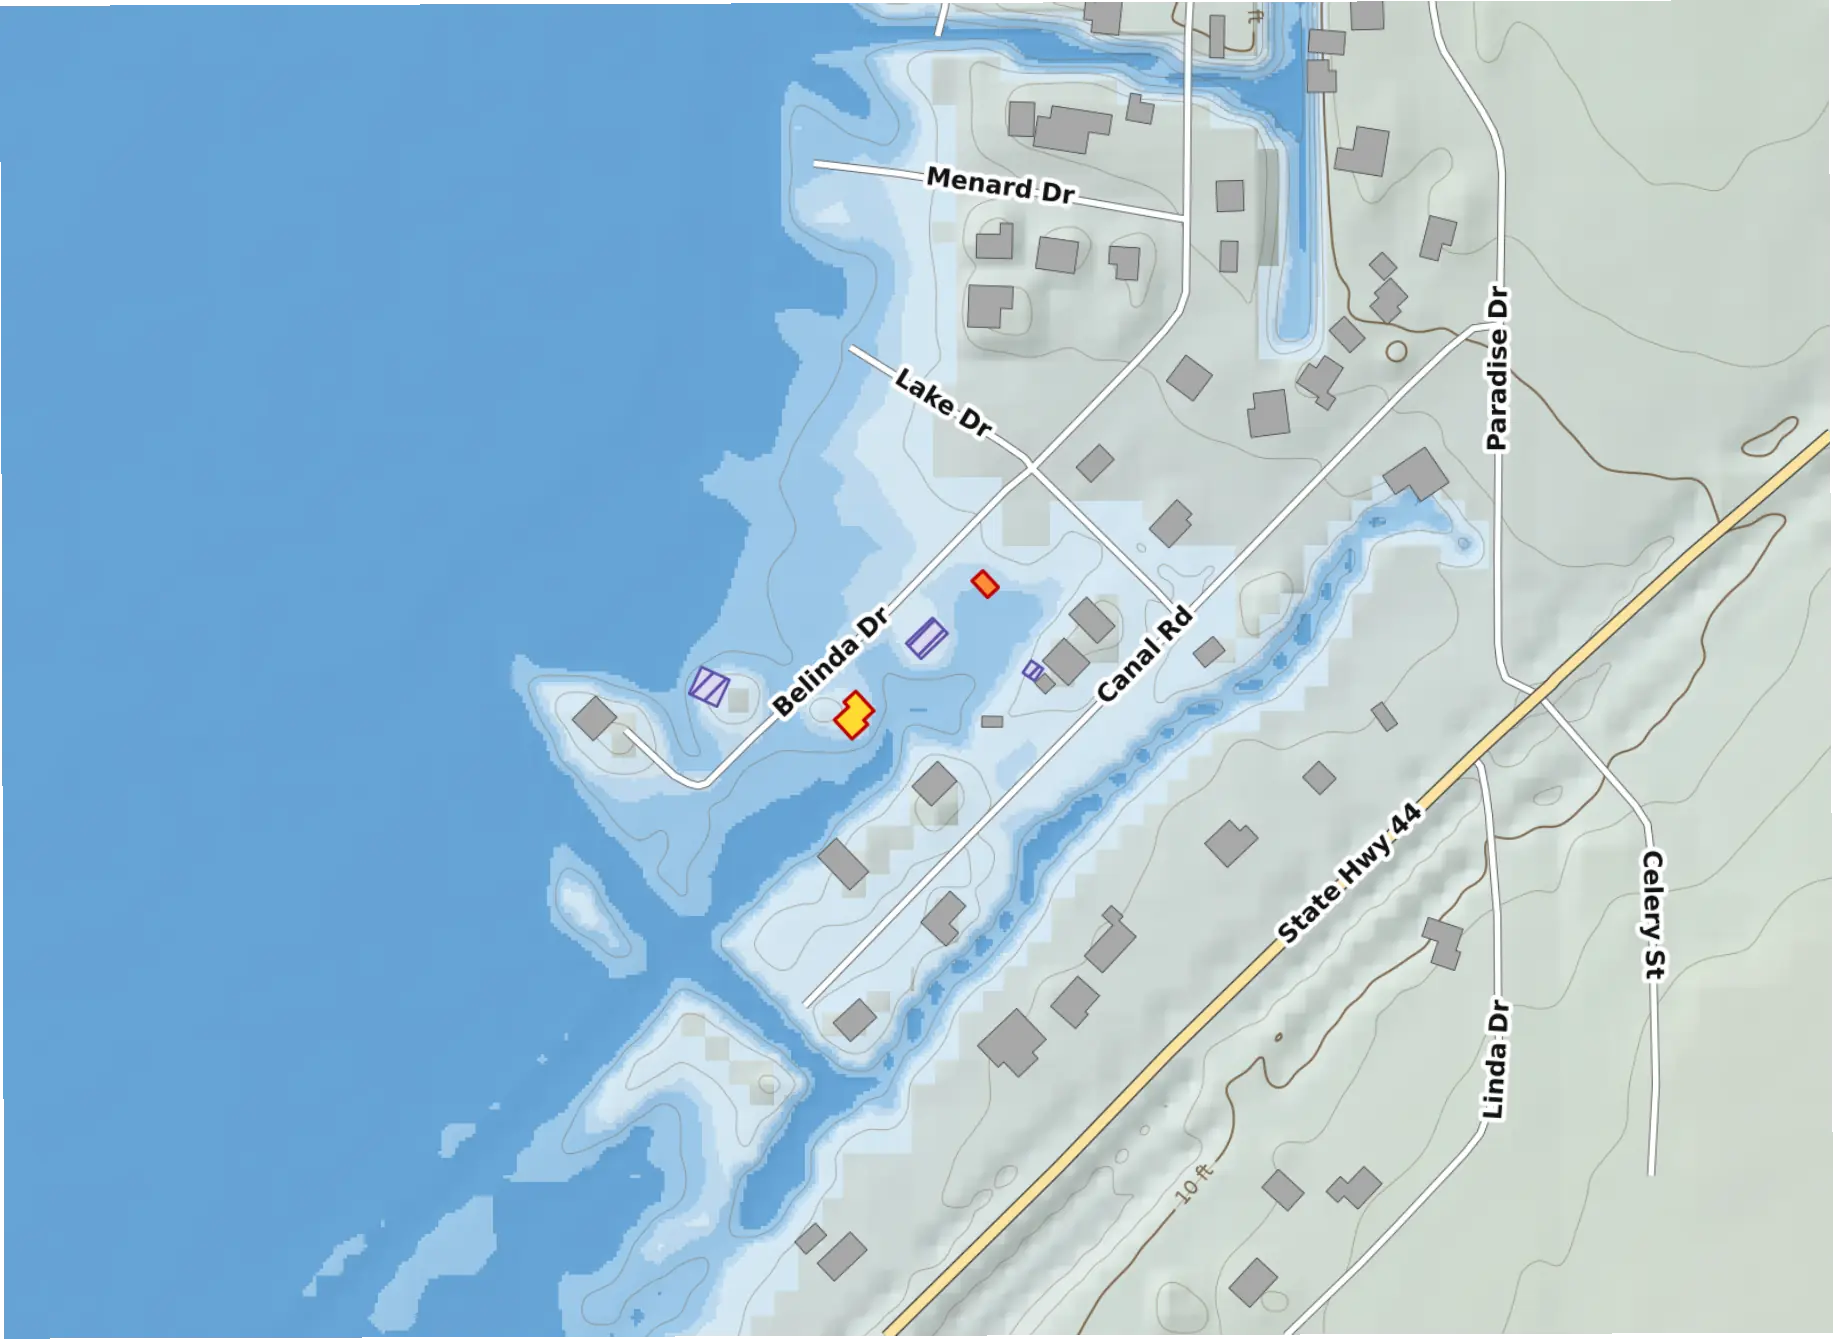 ft
Menard Dr
Lake Dr
Paradise Dr
Belinda Dr
Canal Rd
State Hwy 44
Celery St
Linda Dr
10 ft